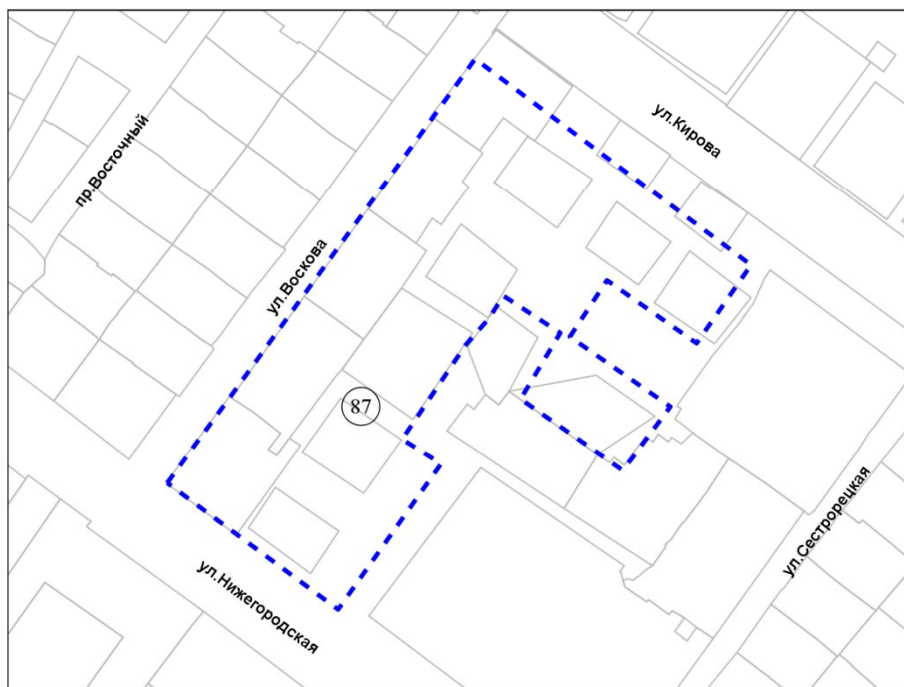 ул.Кирова
пр.Восточный
ул.Воскова
87
ул.Нижегородская
ул.Сестрорецкая